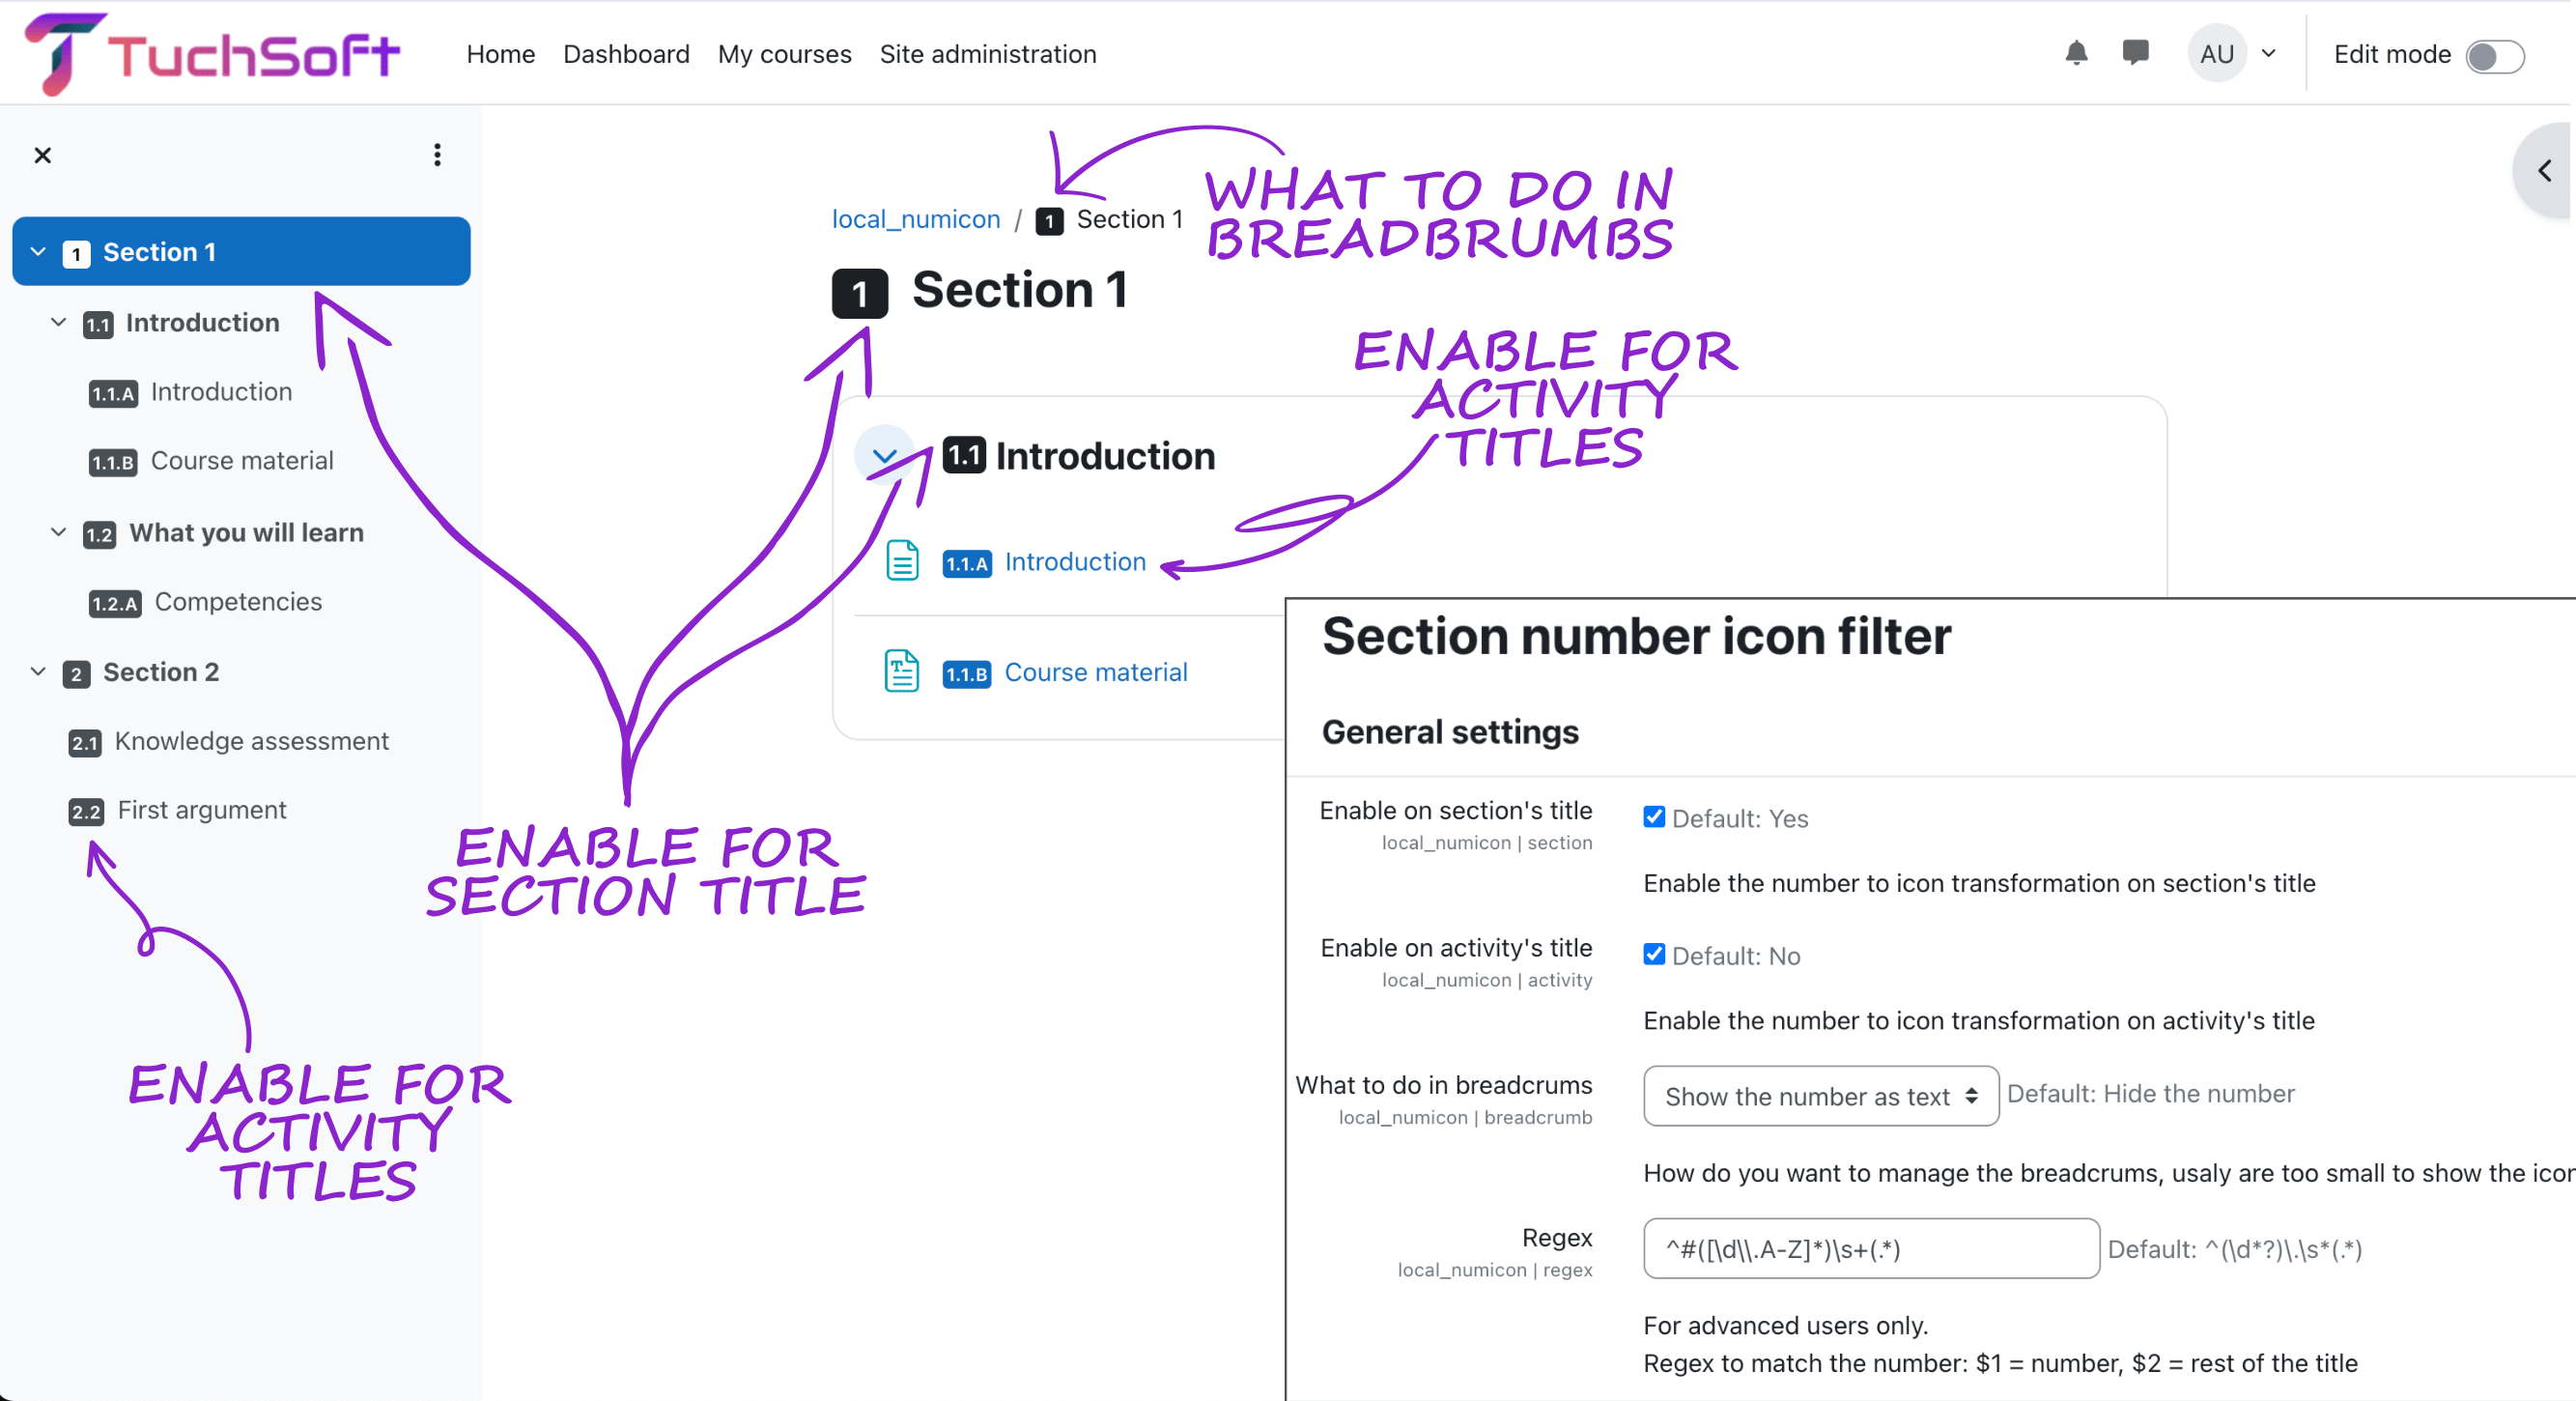 TuchSoft
Home Dashboard My courses Site administration
AU
Edit mode
1 Section 1
1.1 Introduction
1.1.A Introduction
1.1.B Course material
1.2 What you will learn
1.2.A Competencies
2 Section 2
2.1 Knowledge assessment
2.2 First argument
ENABLE FOR
ACTIVITY
TITLES
local_numicon / 1 Section 1
WHAT TO DO IN
BREADBRUMBS
1 Section 1
ENABLE FOR
ACTIVITY
TITLES
1.1 Introduction
1.1.A Introduction
1.1.B Course material
ENABLE FOR
SECTION TITLE
Section number icon filter
General settings
Enable on section's title
local_numicon | section
Default: Yes
Enable the number to icon transformation on section's title
Enable on activity's title
local_numicon | activity
Default: No
Enable the number to icon transformation on activity's title
What to do in breadcrums
local_numicon | breadcrumb
Show the number as text Default: Hide the number
How do you want to manage the breadcrums, usaly are too small to show the icon
Regex
local_numicon | regex
^#([\d\\.A-Z]*)\s+(.*) Default: ^(\d*?)\.\s*(.*)
For advanced users only.
Regex to match the number: $1 = number, $2 = rest of the title